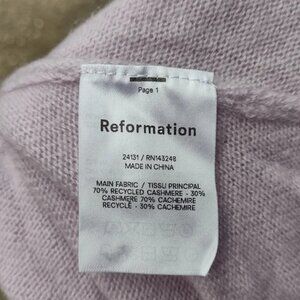 Page 1
Reformation
24131 / RN143248
MADE IN CHINA
MAIN FABRIC / TISSU PRINCIPAL
70% RECYCLED CASHMERE - 30%
CASHMERE 70% CACHEMIRE
RECYCLÉ - 30% CACHEMIRE